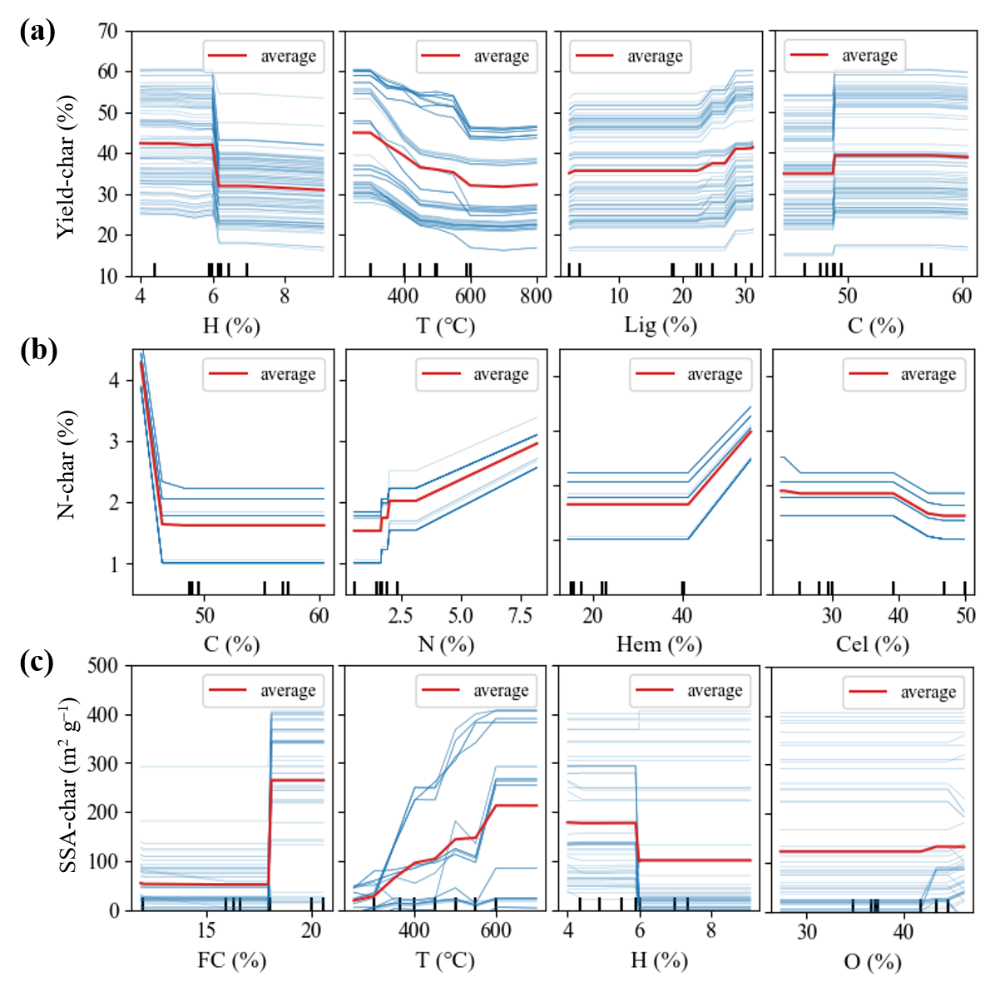 (a)
Yield-char (%)
70
60
50
40
30
20
10
average
average
average
average
4 6 8
400 600 800
10 20 30
50 60
H (%)
T (°C)
Lig (%)
C (%)
(b)
N-char (%)
4
3
2
1
average
average
average
average
50 60
2.5 5.0 7.5
20 40
30 40 50
C (%)
N (%)
Hem (%)
Cel (%)
(c)
SSA-char (m² g⁻¹)
500
400
300
200
100
0
average
average
average
average
15 20
400 600
4 6 8
30 40
FC (%)
T (°C)
H (%)
O (%)